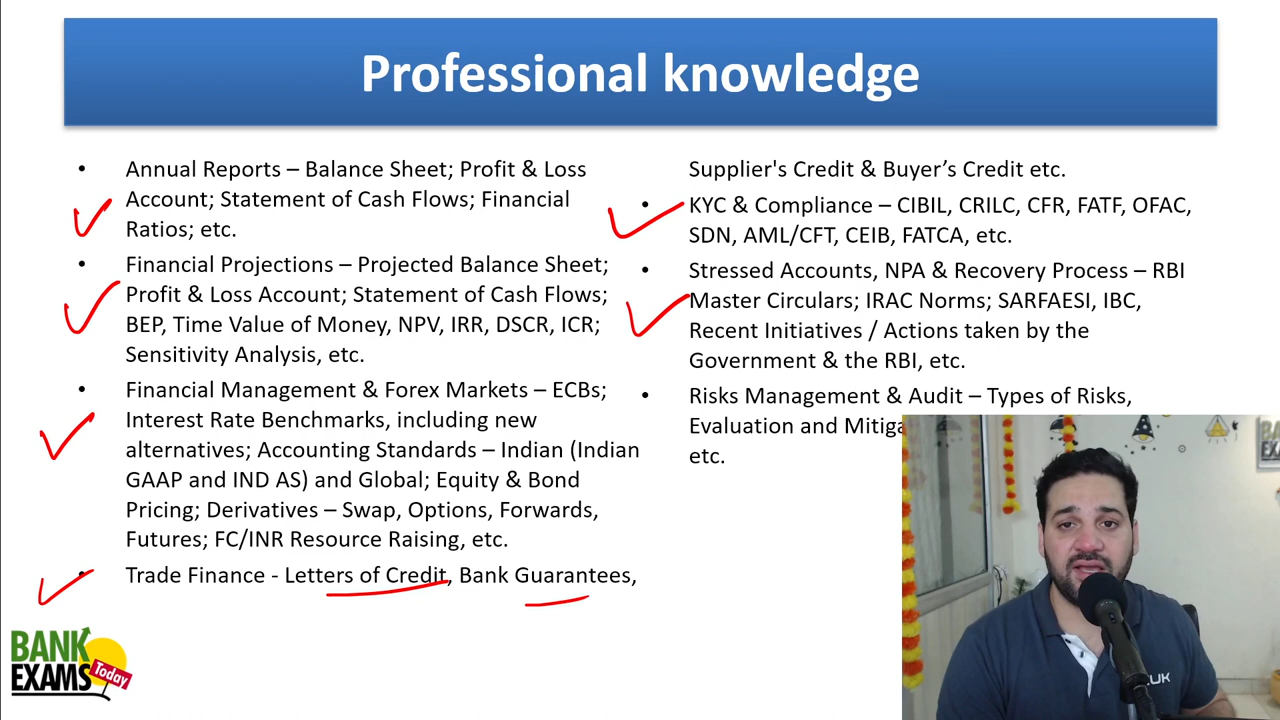 Professional knowledge
• Annual Reports – Balance Sheet; Profit & Loss
Account; Statement of Cash Flows; Financial
Ratios; etc.
• Financial Projections – Projected Balance Sheet;
Profit & Loss Account; Statement of Cash Flows;
BEP, Time Value of Money, NPV, IRR, DSCR, ICR;
Sensitivity Analysis, etc.
• Financial Management & Forex Markets – ECBs;
Interest Rate Benchmarks, including new
alternatives; Accounting Standards – Indian (Indian
GAAP and IND AS) and Global; Equity & Bond
Pricing; Derivatives – Swap, Options, Forwards,
Futures; FC/INR Resource Raising, etc.
• Trade Finance - Letters of Credit, Bank Guarantees,
Supplier's Credit & Buyer’s Credit etc.
• KYC & Compliance – CIBIL, CRILC, CFR, FATF, OFAC,
SDN, AML/CFT, CEIB, FATCA, etc.
• Stressed Accounts, NPA & Recovery Process – RBI
Master Circulars; IRAC Norms; SARFAESI, IBC,
Recent Initiatives / Actions taken by the
Government & the RBI, etc.
• Risks Management & Audit – Types of Risks,
Evaluation and
etc.
BANK
EXAMS
Today